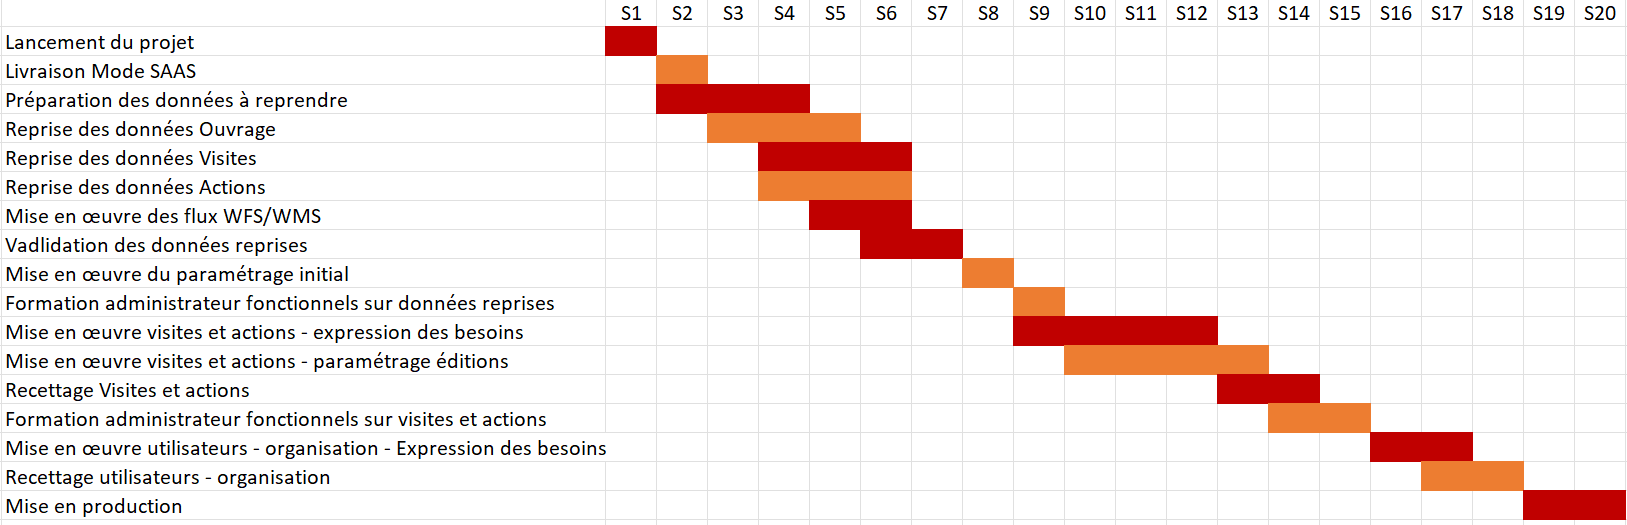 S1 S2 S3 S4 S5 S6 S7 S8 S9 S10 S11 S12 S13 S14 S15 S16 S17 S18 S19 S20
Lancement du projet
Livraison Mode SAAS
Préparation des données à reprendre
Reprise des données Ouvrage
Reprise des données Visites
Reprise des données Actions
Mise en œuvre des flux WFS/WMS
Vadlidation des données reprises
Mise en œuvre du paramétrage initial
Formation administrateur fonctionnels sur données reprises
Mise en œuvre visites et actions - expression des besoins
Mise en œuvre visites et actions - paramétrage éditions
Recettage Visites et actions
Formation administrateur fonctionnels sur visites et actions
Mise en œuvre utilisateurs - organisation - Expression des besoins
Recettage utilisateurs - organisation
Mise en production